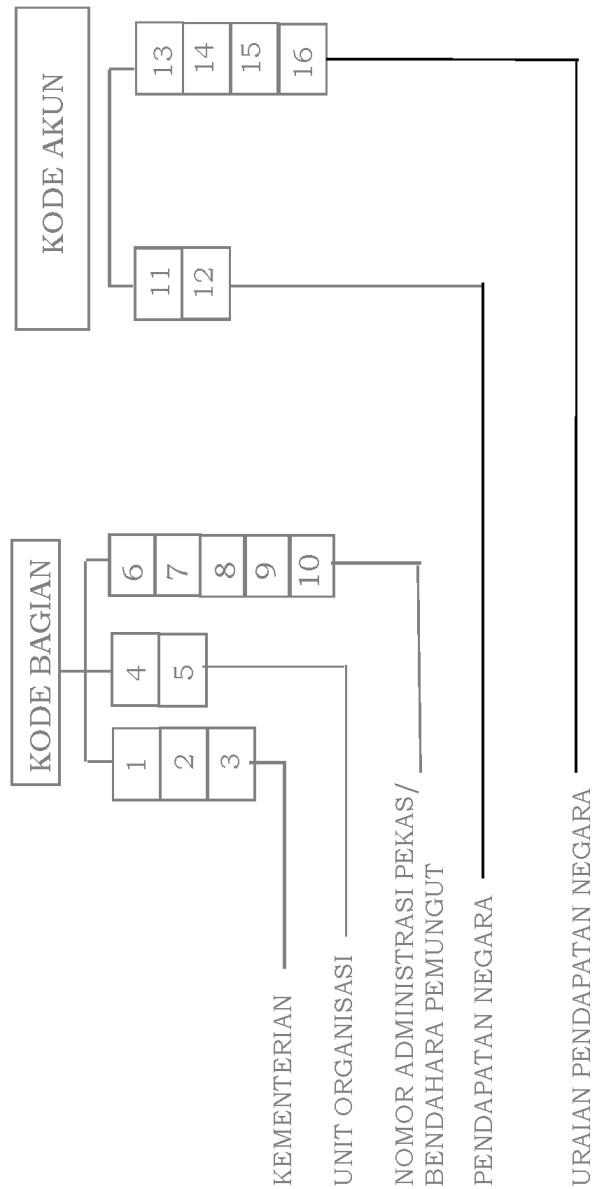 KODE BAGIAN
KODE AKUN
1
2
3
4
5
6
7
8
9
10
11
12
13
14
15
16
KEMENTERIAN
UNIT ORGANISASI
NOMOR ADMINISTRASI PEKAS/
BENDAHARA PEMUNGUT
PENDAPATAN NEGARA
URAIAN PENDAPATAN NEGARA